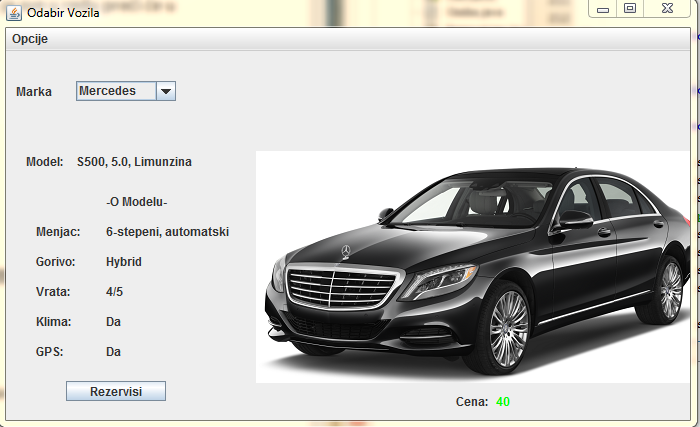 Odabir Vozila
Opcije
Marka Mercedes
Model: S500, 5.0, Limunzina
-O Modelu-
Menjac: 6-stepeni, automatski
Gorivo: Hybrid
Vrata: 4/5
Klima: Da
GPS: Da
Rezervisi
Cena: 40